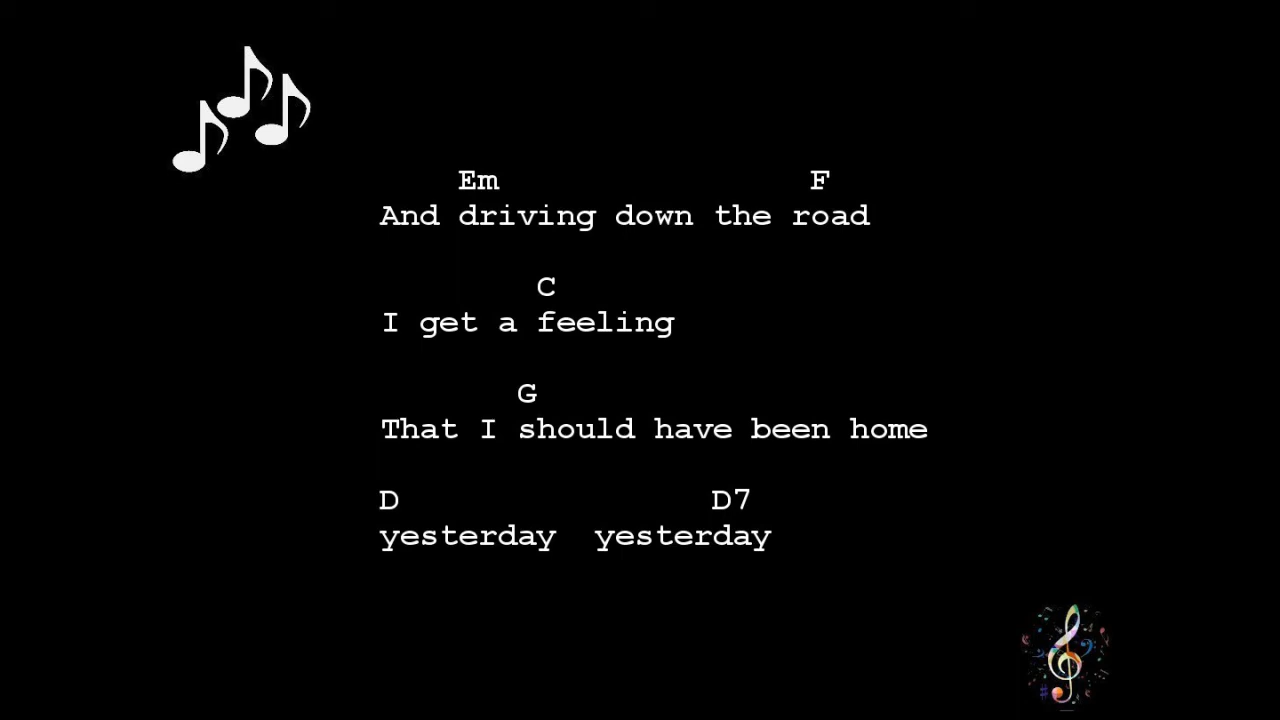 Em F
And driving down the road
C
I get a feeling
G
That I should have been home
D D7
yesterday yesterday